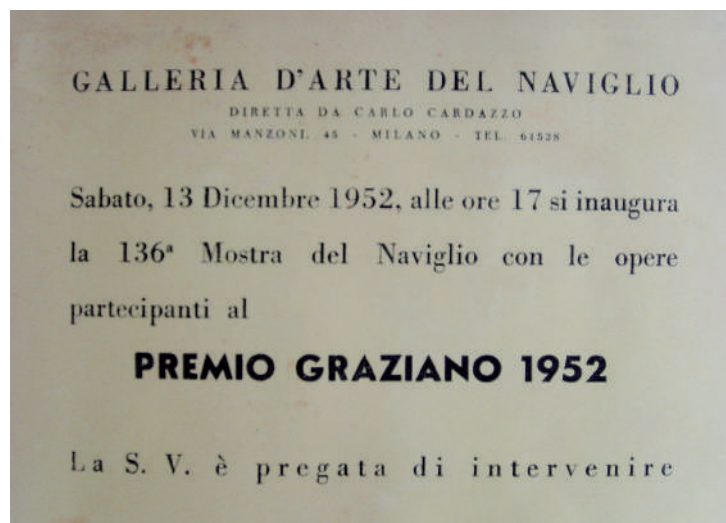 GALLERIA D'ARTE DEL NAVIGLIO
DIRETTA DA CARLO CARDAZZO
VIA MANZONI, 45 - MILANO - TEL. 61538
Sabato, 13 Dicembre 1952, alle ore 17 si inaugura
la 136ª Mostra del Naviglio con le opere
partecipanti al
PREMIO GRAZIANO 1952
La S. V. è pregata di intervenire